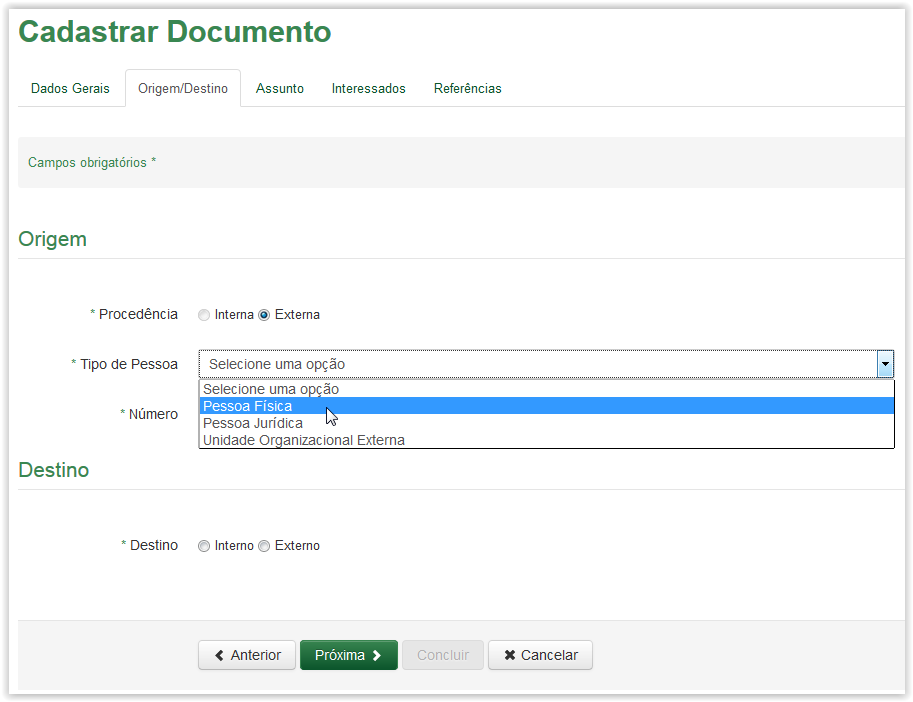 Cadastrar Documento
Dados Gerais Origem/Destino Assunto Interessados Referências
Campos obrigatórios *
Origem
* Procedência Interna Externa
* Tipo de Pessoa Selecione uma opção
Selecione uma opção
Pessoa Física
* Número Pessoa Jurídica
Unidade Organizacional Externa
Destino
* Destino Interno Externo
Anterior Próxima Concluir Cancelar